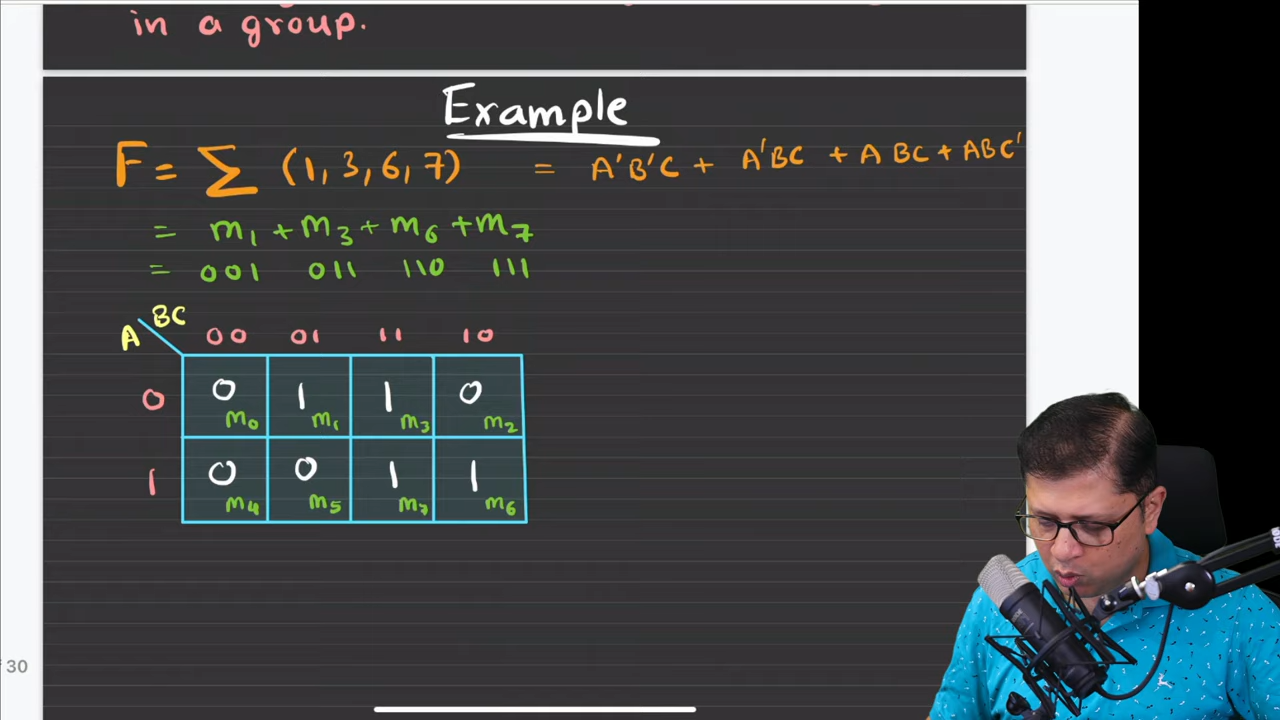 in a group.
Example
F = ∑ (1, 3, 6, 7) = A'B'C + A'BC + ABC + ABC'
= m₁ + m₃ + m₆ + m₇
= 001 011 110 111
A BC 00 01 11 10
0 0 m₀ 1 m₁ 1 m₃ 0 m₂
1 0 m₄ 0 m₅ 1 m₇ 1 m₆
30